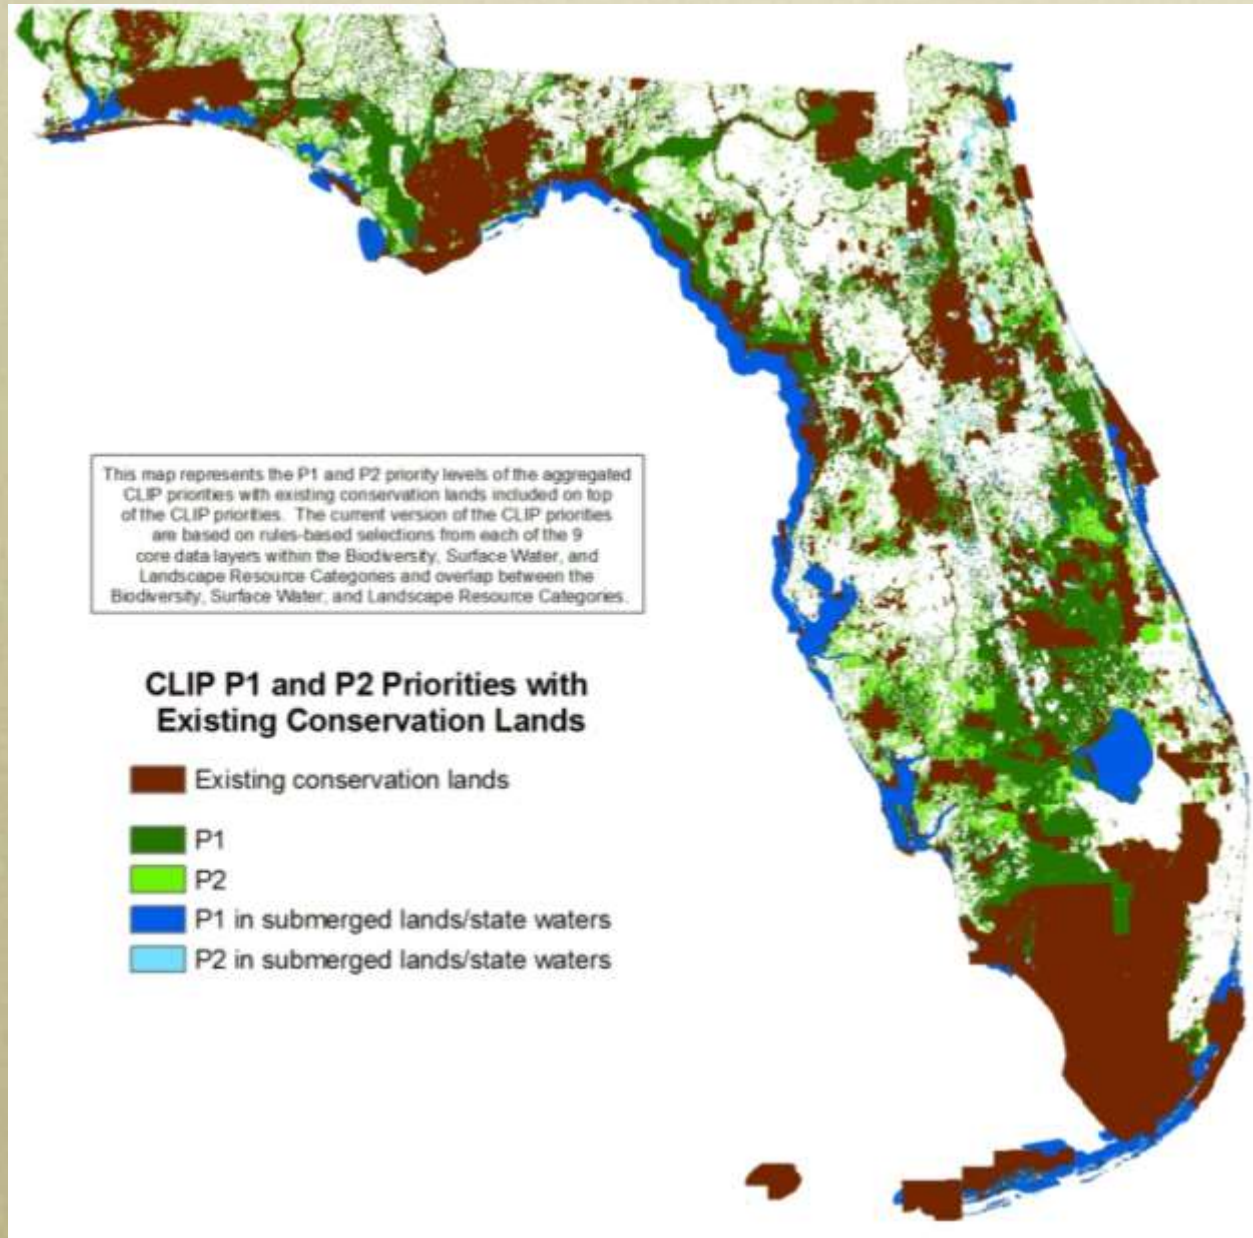 This map represents the P1 and P2 priority levels of the aggregated
CLIP priorities with existing conservation lands included on top
of the CLIP priorities. The current version of the CLIP priorities
are based on rules-based selections from each of the 9
core data layers within the Biodiversity, Surface Water, and
Landscape Resource Categories and overlap between the
Biodiversity, Surface Water, and Landscape Resource Categories.
CLIP P1 and P2 Priorities with
Existing Conservation Lands
Existing conservation lands
P1
P2
P1 in submerged lands/state waters
P2 in submerged lands/state waters